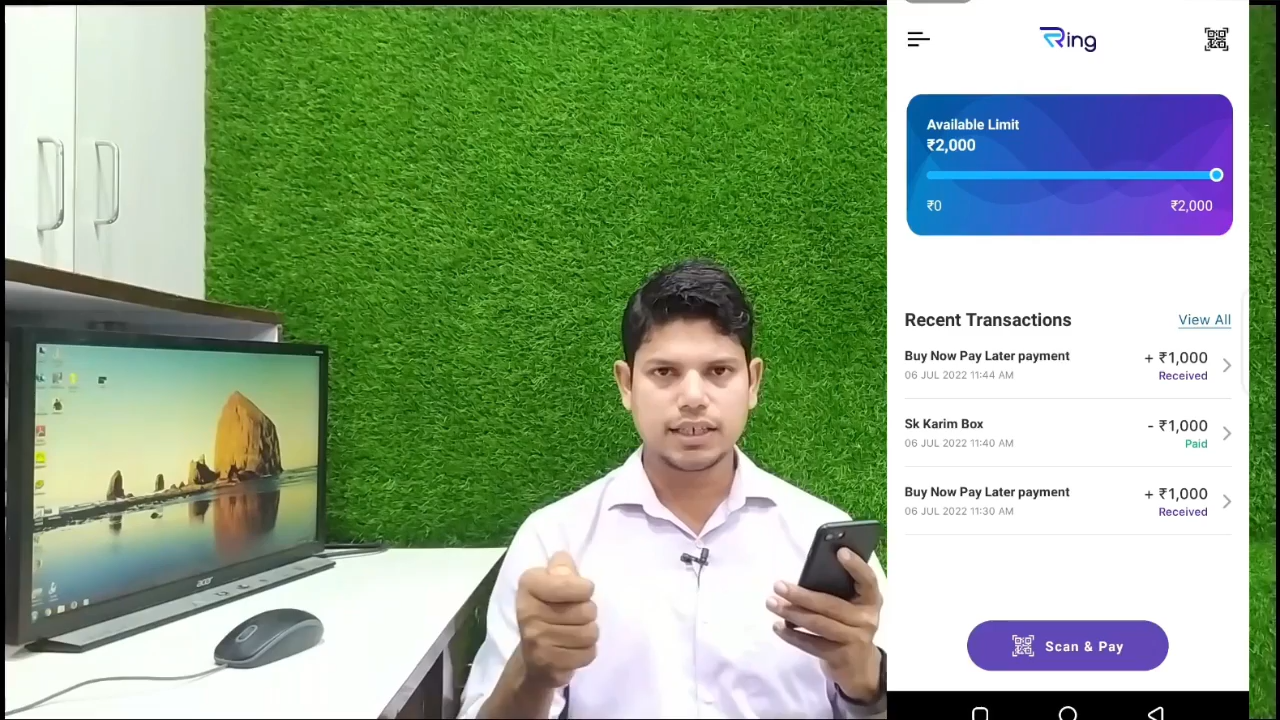 Ring
Available Limit
₹2,000
₹0 ₹2,000
Recent Transactions View All
Buy Now Pay Later payment + ₹1,000
06 JUL 2022 11:44 AM Received
Sk Karim Box - ₹1,000
06 JUL 2022 11:40 AM Paid
Buy Now Pay Later payment + ₹1,000
06 JUL 2022 11:30 AM Received
Scan & Pay
acer